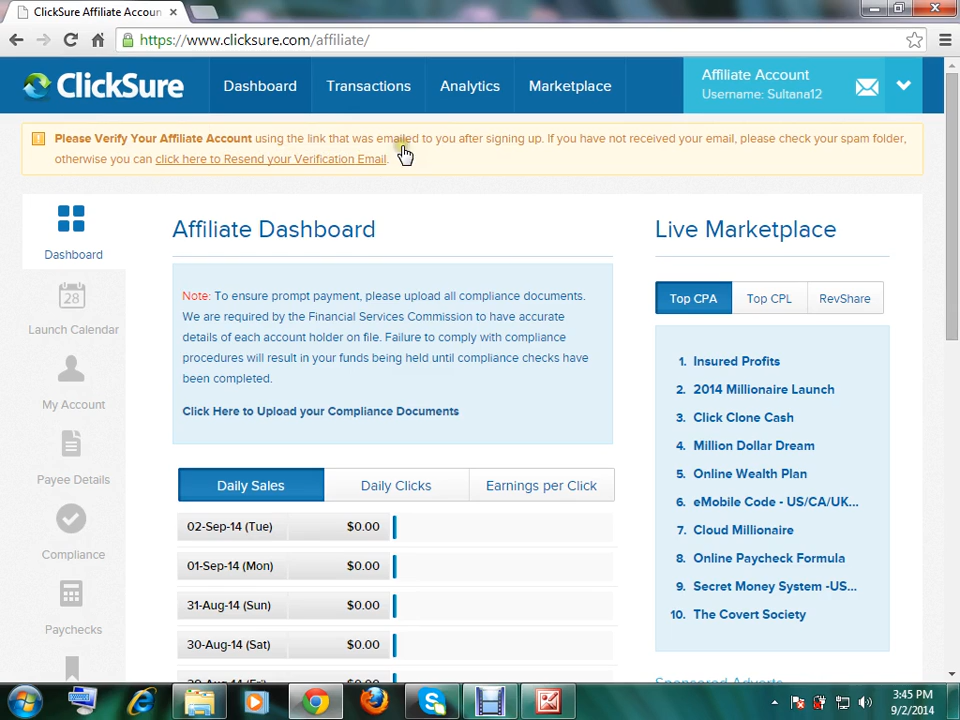 ClickSure Affiliate Accoun
https://www.clicksure.com/affiliate/
ClickSure
Dashboard
Transactions
Analytics
Marketplace
Affiliate Account
Username: Sultana12
Please Verify Your Affiliate Account using the link that was emailed to you after signing up. If you have not received your email, please check your spam folder,
otherwise you can click here to Resend your Verification Email.
Dashboard
28
Launch Calendar
My Account
Payee Details
Compliance
Paychecks
Affiliate Dashboard
Note: To ensure prompt payment, please upload all compliance documents.
We are required by the Financial Services Commission to have accurate
details of each account holder on file. Failure to comply with compliance
procedures will result in your funds being held until compliance checks have
been completed.
Click Here to Upload your Compliance Documents
Daily Sales
Daily Clicks
Earnings per Click
02-Sep-14 (Tue) $0.00
01-Sep-14 (Mon) $0.00
31-Aug-14 (Sun) $0.00
30-Aug-14 (Sat) $0.00
Live Marketplace
Top CPA
Top CPL
RevShare
1. Insured Profits
2. 2014 Millionaire Launch
3. Click Clone Cash
4. Million Dollar Dream
5. Online Wealth Plan
6. eMobile Code - US/CA/UK...
7. Cloud Millionaire
8. Online Paycheck Formula
9. Secret Money System -US...
10. The Covert Society
3:45 PM
9/2/2014